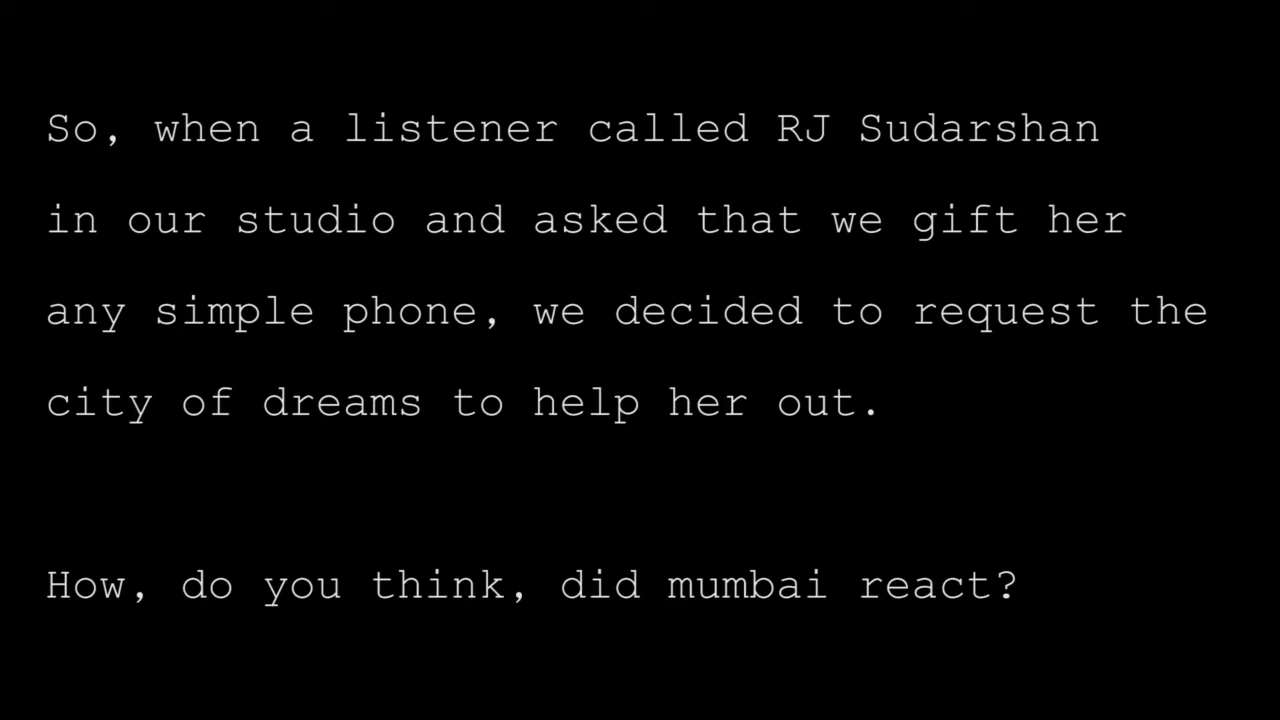 So, when a listener called RJ Sudarshan
in our studio and asked that we gift her
any simple phone, we decided to request the
city of dreams to help her out.
How, do you think, did mumbai react?